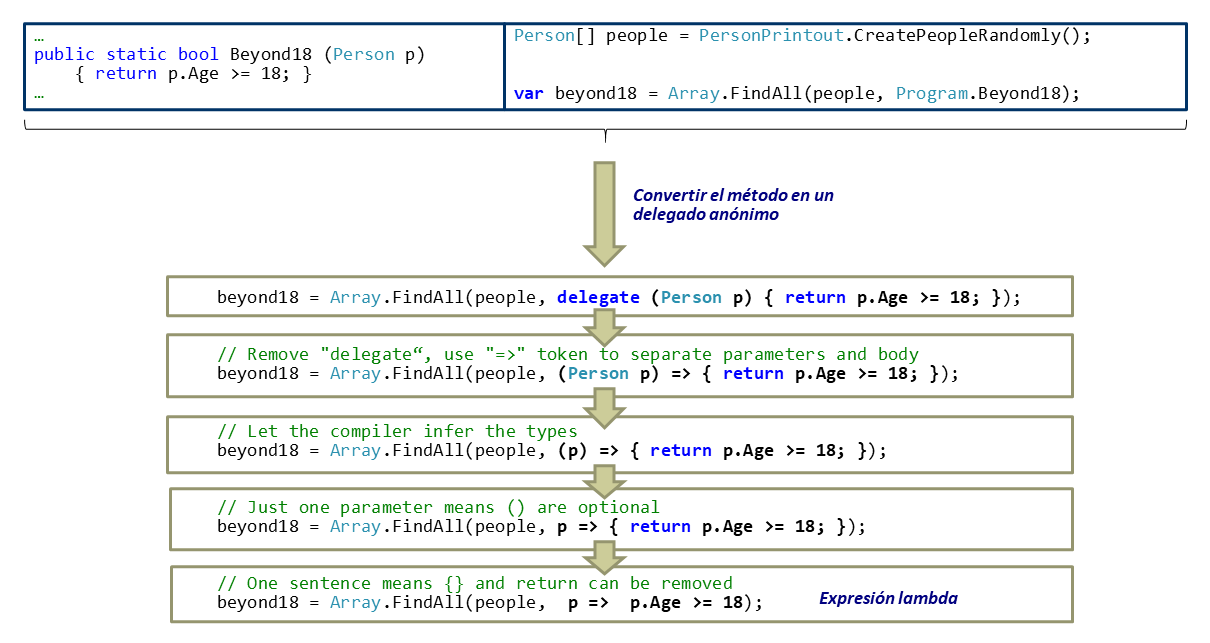 …
public static bool Beyond18 (Person p)
{ return p.Age >= 18; }
…
Person[] people = PersonPrintout.CreatePeopleRandomly();
var beyond18 = Array.FindAll(people, Program.Beyond18);
Convertir el método en un
delegado anónimo
beyond18 = Array.FindAll(people, delegate (Person p) { return p.Age >= 18; });
// Remove "delegate“, use "=>" token to separate parameters and body
beyond18 = Array.FindAll(people, (Person p) => { return p.Age >= 18; });
// Let the compiler infer the types
beyond18 = Array.FindAll(people, (p) => { return p.Age >= 18; });
// Just one parameter means () are optional
beyond18 = Array.FindAll(people, p => { return p.Age >= 18; });
// One sentence means {} and return can be removed
beyond18 = Array.FindAll(people,  p =>  p.Age >= 18);
Expresión lambda